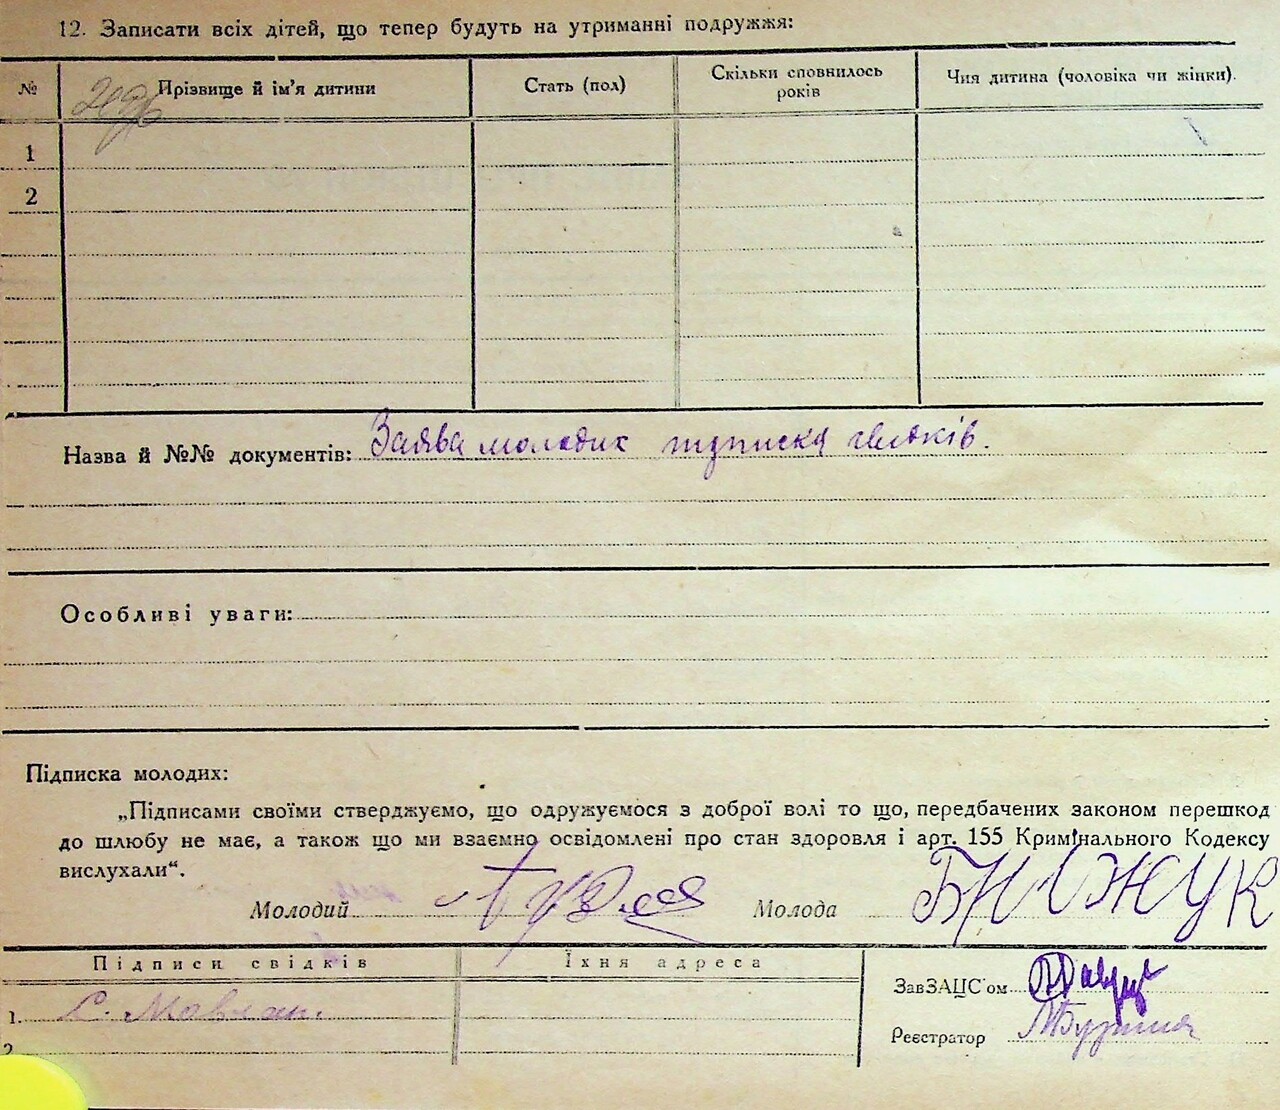 12. Записати всіх дітей, що тепер будуть на утриманні подружжя:
№ Прізвище й ім'я дитини Стать (пол) Скільки сповнилось років Чия дитина (чоловіка чи жінки).
1
2
Назва й №№ документів: Заява молодих підписка свідків.
Особливі уваги:
Підписка молодих:
„Підписами своїми стверджуємо, що одружуємося з доброї волі то що, передбачених законом перешкод
до шлюбу не має, а також що ми взаємно освідомлені про стан здоровля і арт. 155 Кримінального Кодексу
вислухали“.
Молодий Молода
Підписи свідків Їхня адреса
ЗавЗАЦС'ом
1.
Реєстратор
2